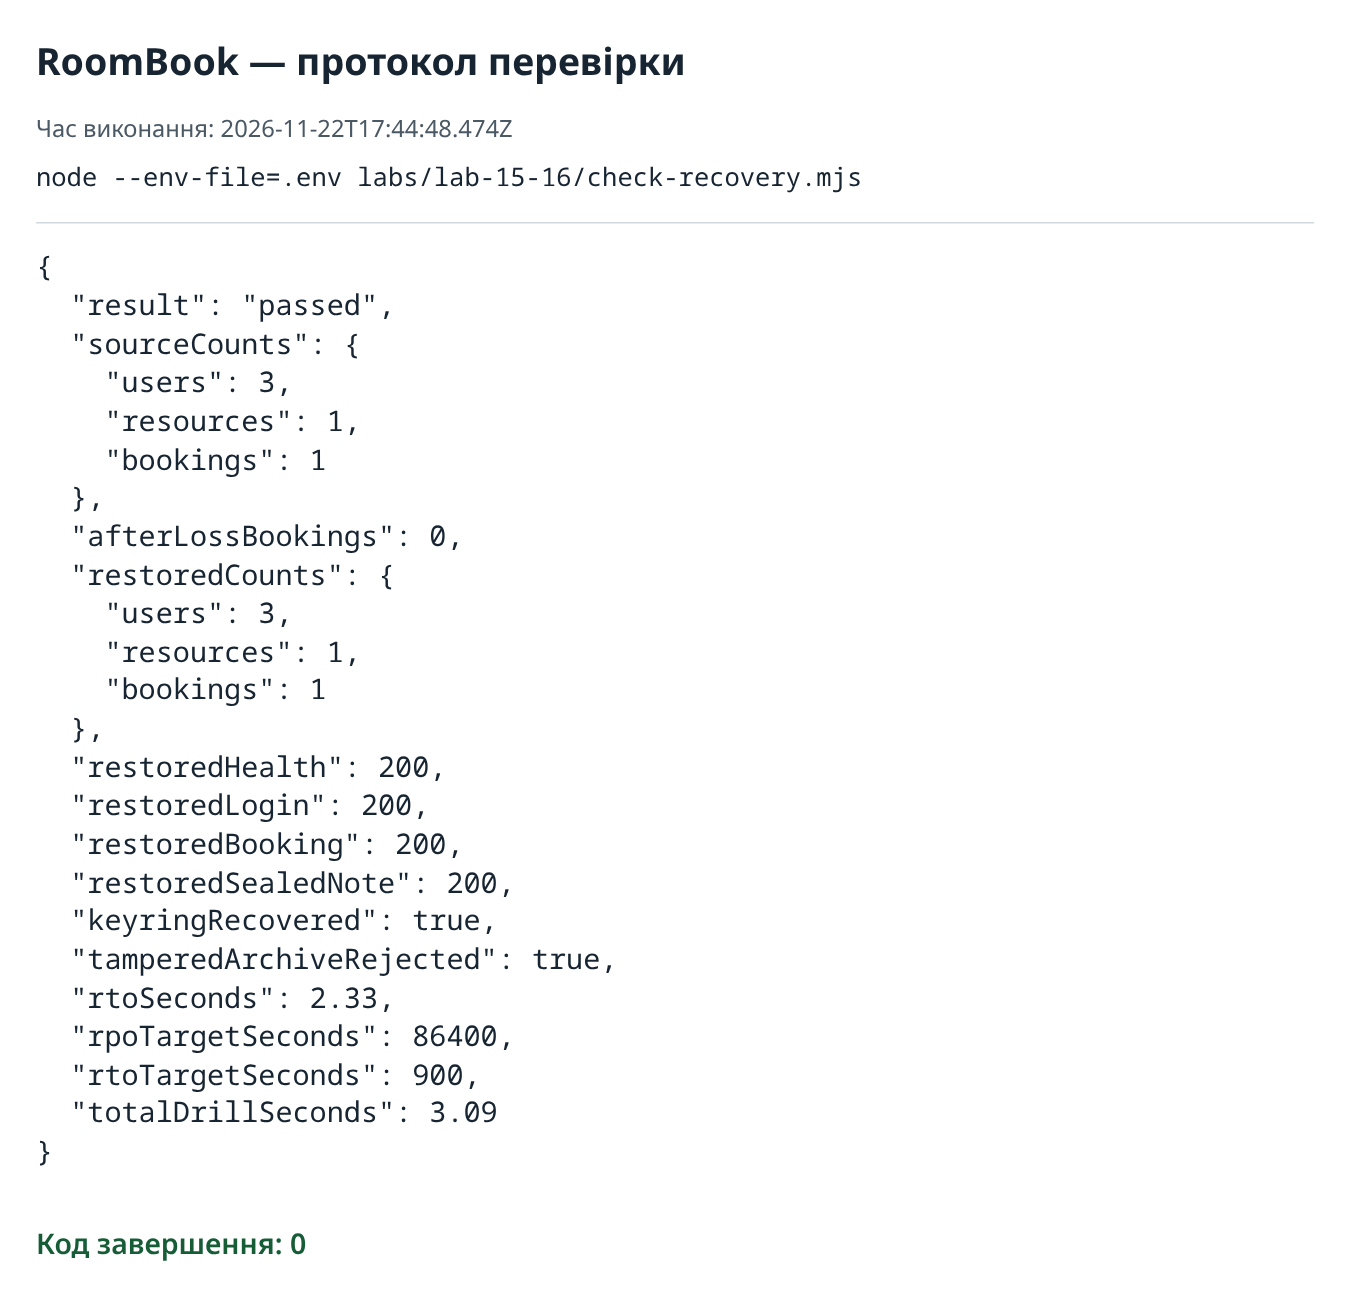 RoomBook — протокол перевірки
Час виконання: 2026-11-22T17:44:48.474Z
node --env-file=.env labs/lab-15-16/check-recovery.mjs
{
  "result": "passed",
  "sourceCounts": {
    "users": 3,
    "resources": 1,
    "bookings": 1
  },
  "afterLossBookings": 0,
  "restoredCounts": {
    "users": 3,
    "resources": 1,
    "bookings": 1
  },
  "restoredHealth": 200,
  "restoredLogin": 200,
  "restoredBooking": 200,
  "restoredSealedNote": 200,
  "keyringRecovered": true,
  "tamperedArchiveRejected": true,
  "rtoSeconds": 2.33,
  "rpoTargetSeconds": 86400,
  "rtoTargetSeconds": 900,
  "totalDrillSeconds": 3.09
}
Код завершення: 0